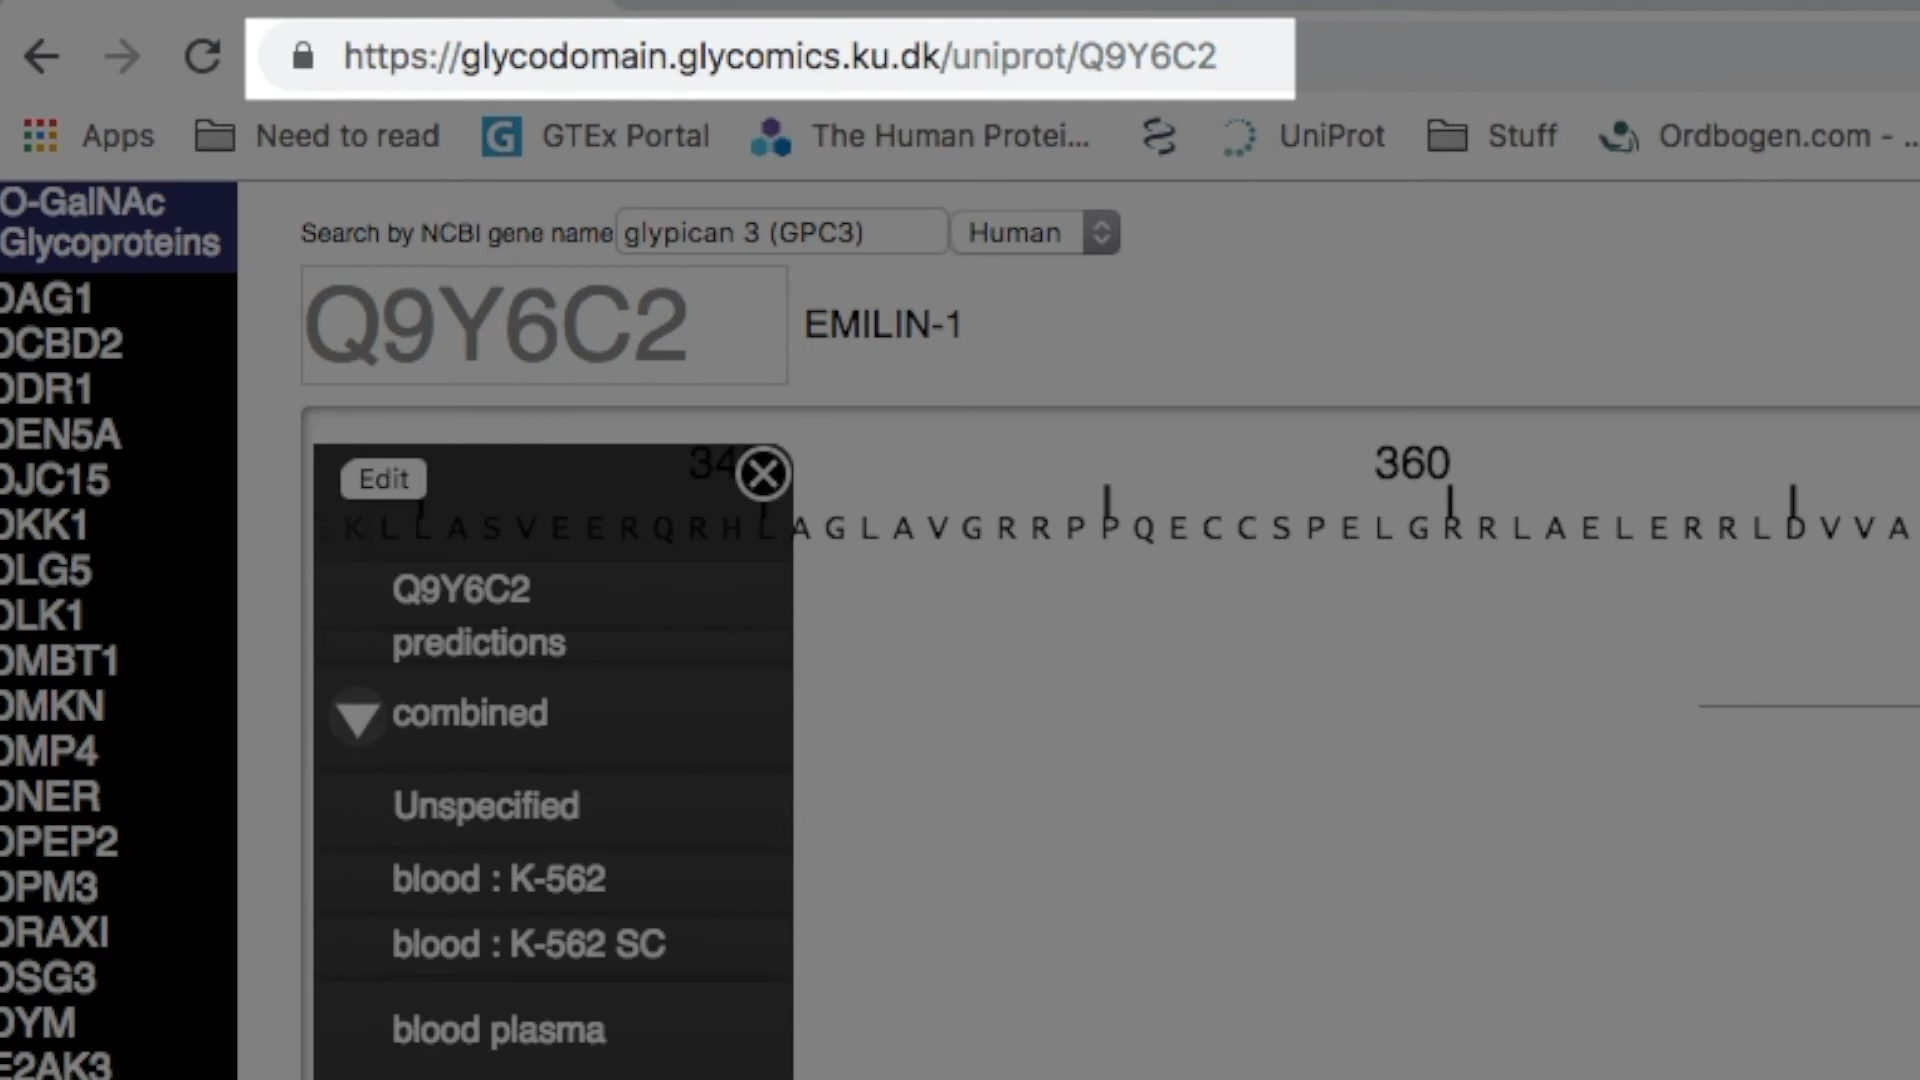 https://glycodomain.glycomics.ku.dk/uniprot/Q9Y6C2
Apps Need to read GTEx Portal The Human Protei... UniProt Stuff Ordbogen.com - ..
O-GalNAc
Glycoproteins
Search by NCBI gene name glypican 3 (GPC3) Human
Q9Y6C2 EMILIN-1
DAG1
DCBD2
DDR1
DEN5A
DJC15
DKK1
DLG5
DLK1
DMBT1
DMKN
DMP4
DNER
DPEP2
DPM3
DRAXI
DSG3
DYM
E2AK3
Edit
34 360
K L L A S V E E R Q R H L A G L A V G R R P P Q E C C S P E L G R R L A E L E R R L D V V A
Q9Y6C2
predictions
combined
Unspecified
blood : K-562
blood : K-562 SC
blood plasma